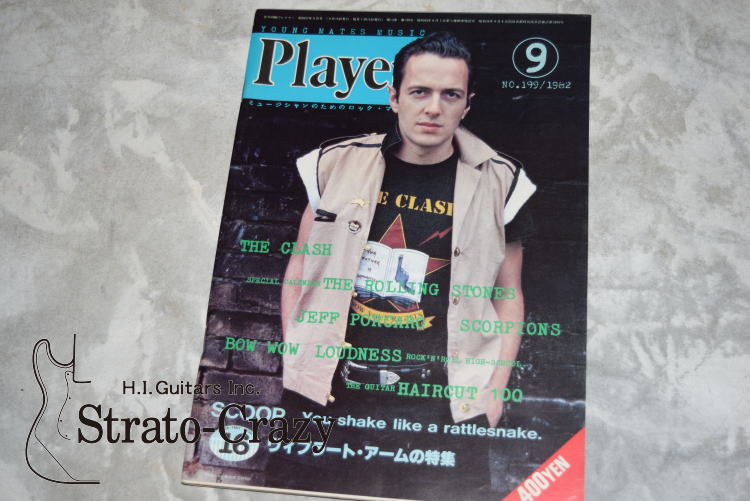 YOUNG MATES MUSIC
Player
9
NO.199/1982
ミュージシャンのためのロック・マ
THE CLASH
THE CLASH
SPECIAL CALENDAR THE ROLLING STONES
JEFF PORCARO SCORPIONS
BOW WOW LOUDNESS ROCK'N'ROLL HIGH-SCHOOL
THE GUITAR HAIRCUT 100
SCOOP You shake like a rattlesnake.
16 ヴィブラート・アームの特集
400YEN
H.I.Guitars Inc.
Strato-Crazy